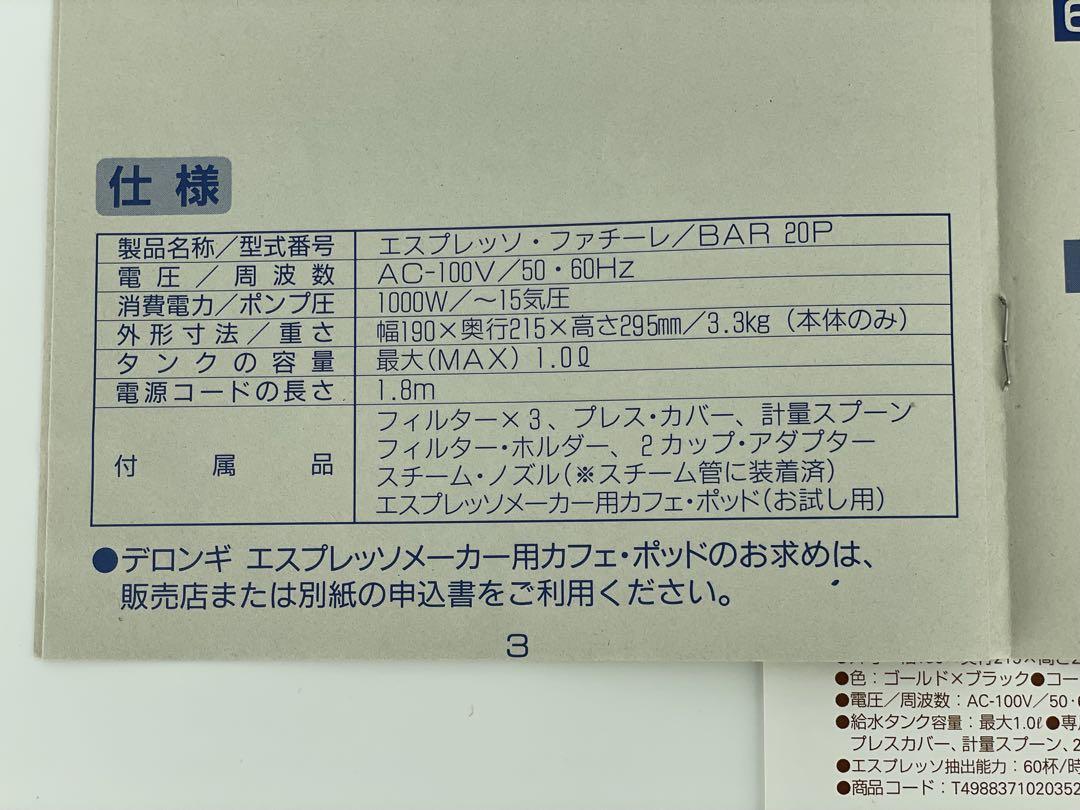 仕様
製品名称／型式番号 エスプレッソ・ファチーレ／BAR 20P
電圧／周波数 AC-100V／50・60Hz
消費電力／ポンプ圧 1000W／～15気圧
外形寸法／重さ 幅190×奥行215×高さ295mm／3.3kg（本体のみ）
タンクの容量 最大(MAX) 1.0ℓ
電源コードの長さ 1.8m
付属品 フィルター×3、プレス・カバー、計量スプーン
フィルター・ホルダー、2カップ・アダプター
スチーム・ノズル(※スチーム管に装着済)
エスプレッソメーカー用カフェ・ポッド(お試し用)
●デロンギ エスプレッソメーカー用カフェ・ポッドのお求めは、
販売店または別紙の申込書をご利用ください。
3
●色：ゴールド×ブラック●コー
●電圧／周波数：AC-100V／50・
●給水タンク容量：最大1.0ℓ●専
プレスカバー、計量スプーン、2
●エスプレッソ抽出能力：60杯/時
●商品コード：T4988371020352